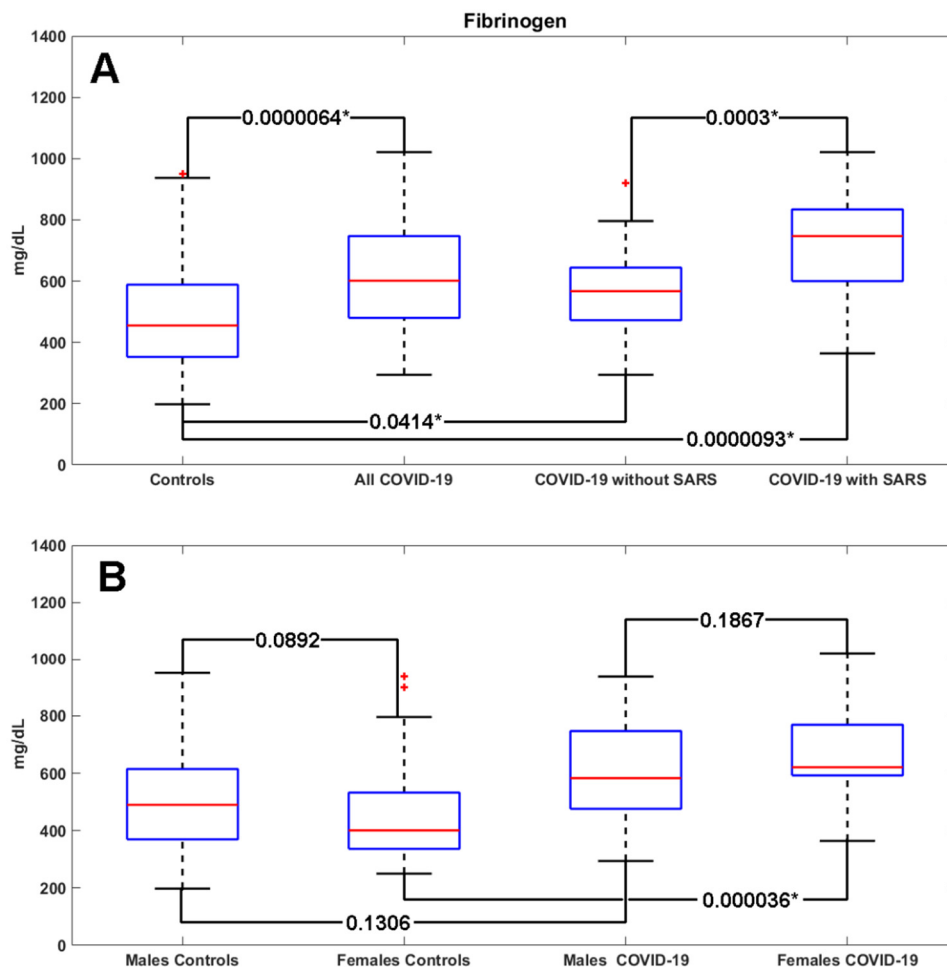 Fibrinogen
A
1400
1200
1000
800
600
400
200
0
mg/dL
0.0000064*
0.0003*
0.0414*
0.0000093*
Controls
All COVID-19
COVID-19 without SARS
COVID-19 with SARS
B
1400
1200
1000
800
600
400
200
0
mg/dL
0.0892
0.1867
0.000036*
0.1306
Males Controls
Females Controls
Males COVID-19
Females COVID-19